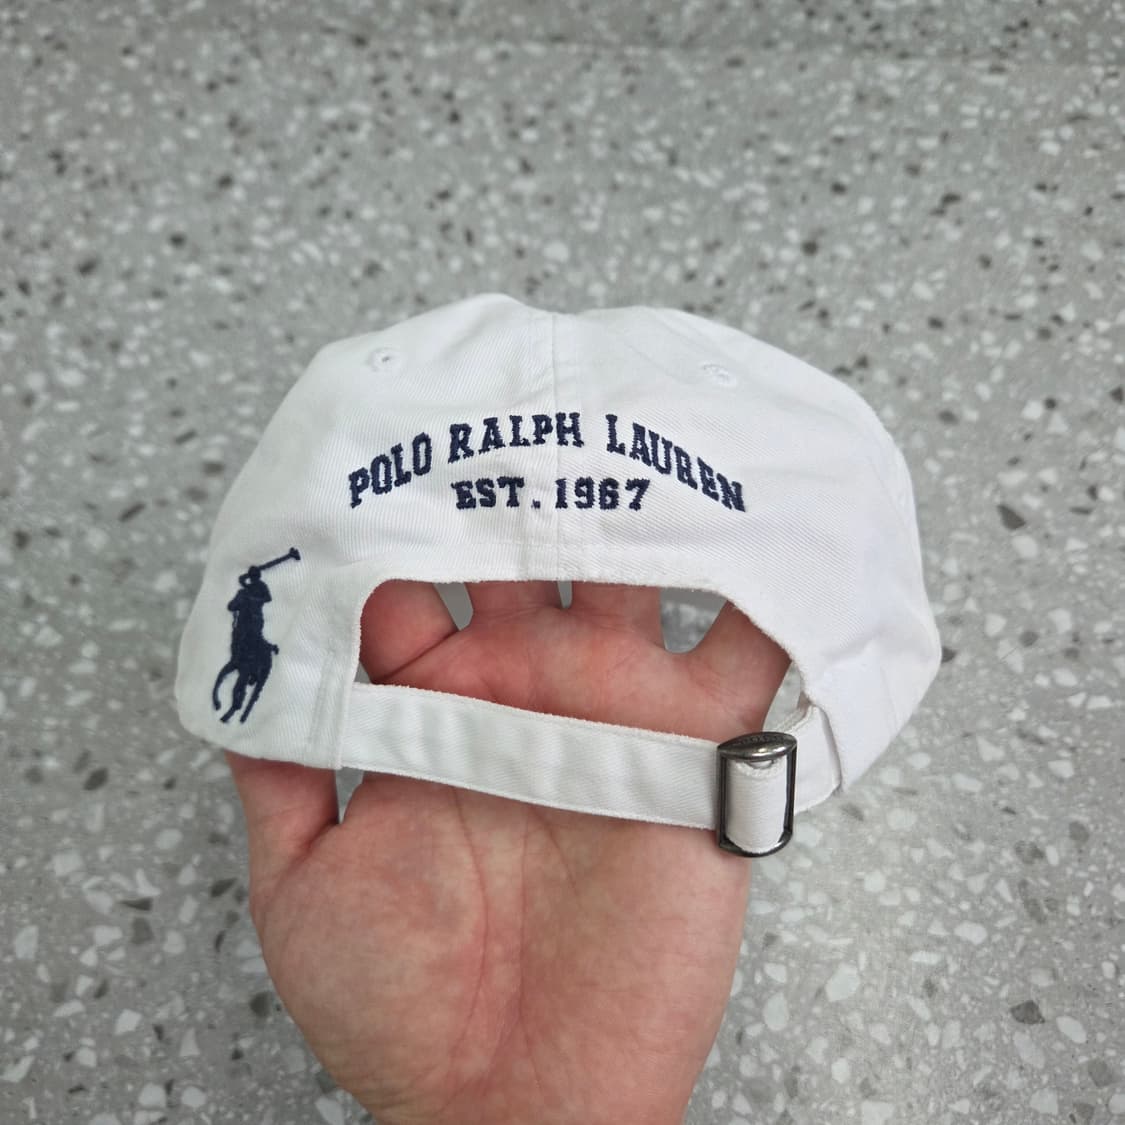 POLO RALPH LAUREN
EST. 1967